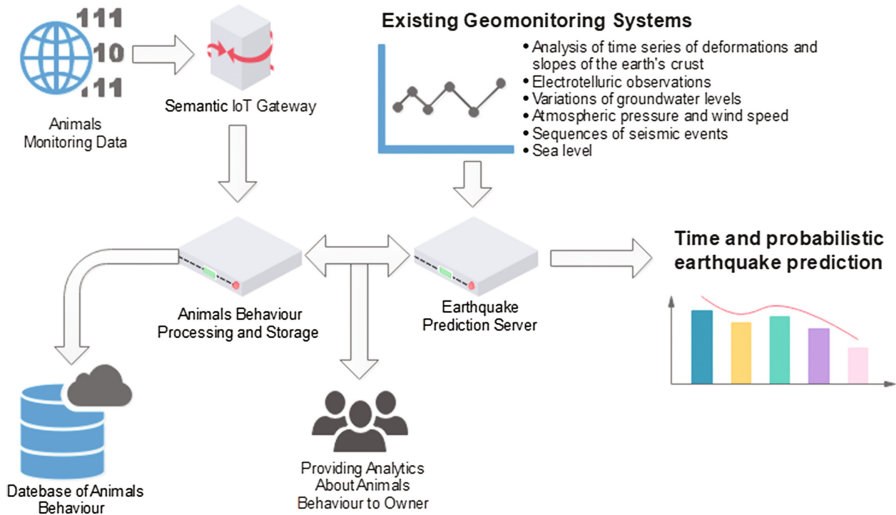 111
10
111
Animals
Monitoring Data
Semantic IoT Gateway
Existing Geomonitoring Systems
• Analysis of time series of deformations and
slopes of the earth's crust
• Electrotelluric observations
• Variations of groundwater levels
• Atmospheric pressure and wind speed
• Sequences of seismic events
• Sea level
Animals Behaviour
Processing and Storage
Earthquake
Prediction Server
Time and probabilistic
earthquake prediction
Datebase of Animals
Behaviour
Providing Analytics
About Animals
Behaviour to Owner